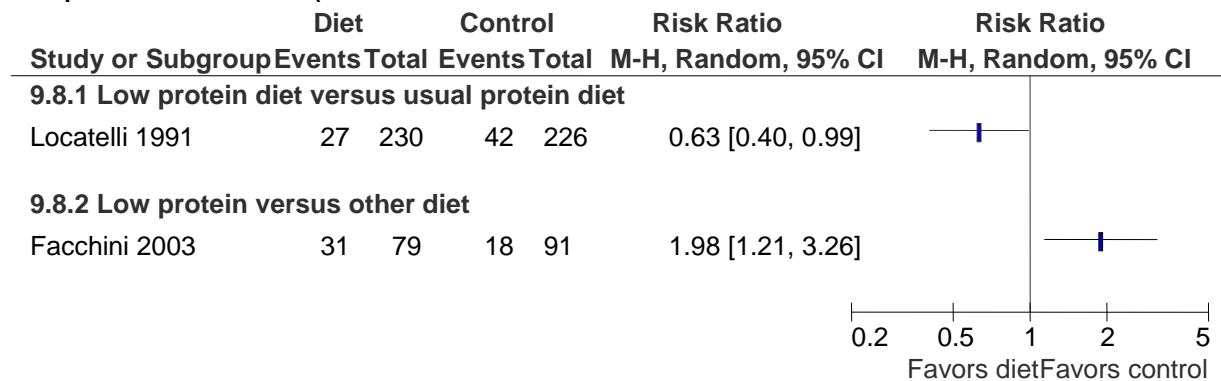 Diet Control Risk Ratio Risk Ratio
Study or Subgroup Events Total Events Total M-H, Random, 95% CI M-H, Random, 95% CI
9.8.1 Low protein diet versus usual protein diet
Locatelli 1991 27 230 42 226 0.63 [0.40, 0.99]
9.8.2 Low protein versus other diet
Facchini 2003 31 79 18 91 1.98 [1.21, 3.26]
0.2 0.5 1 2 5
Favors diet Favors control